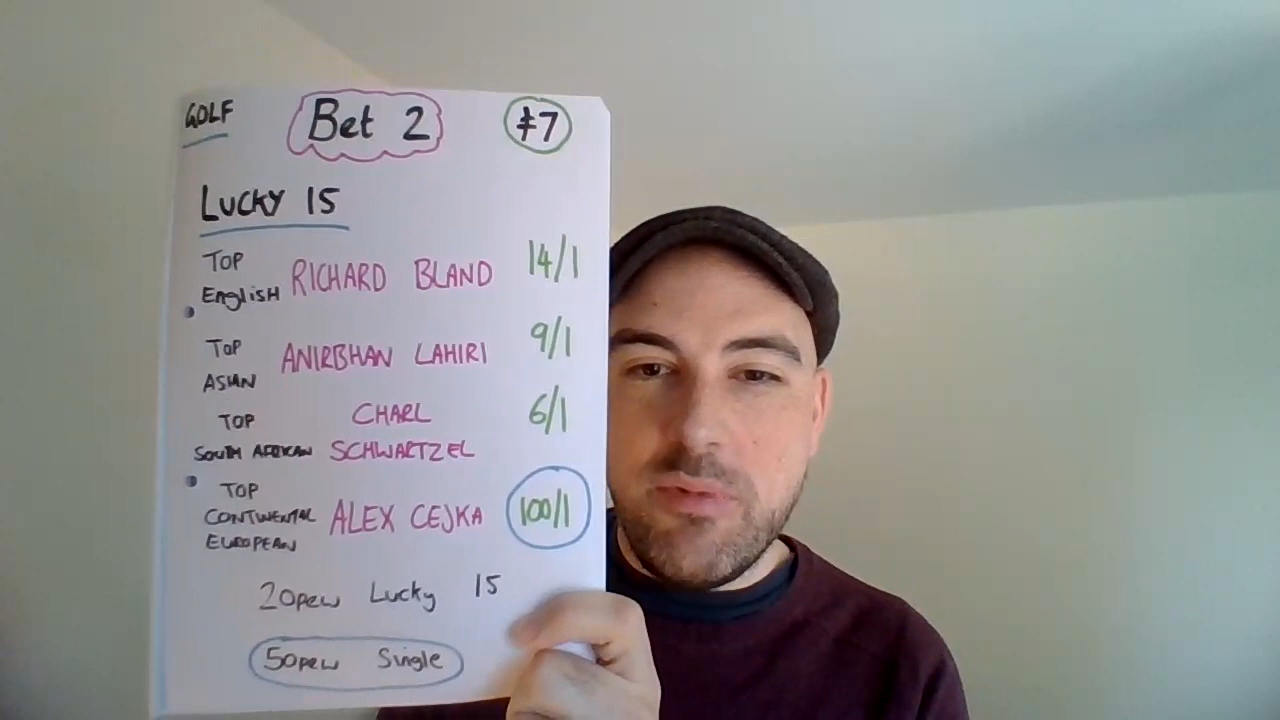 GOLF
Bet 2
£7
LUCKY 15
TOP
ENglISH RICHARD BLAND 14/1
TOP
ASIAN ANIRBHAN LAHIRI 9/1
TOP CHARL 6/1
SOUTH AFRICAN SCHWARTZEL
TOP
CONTINENTAL ALEX CEJKA 100/1
EUROPEAN
20pew Lucky 15
50pew Single